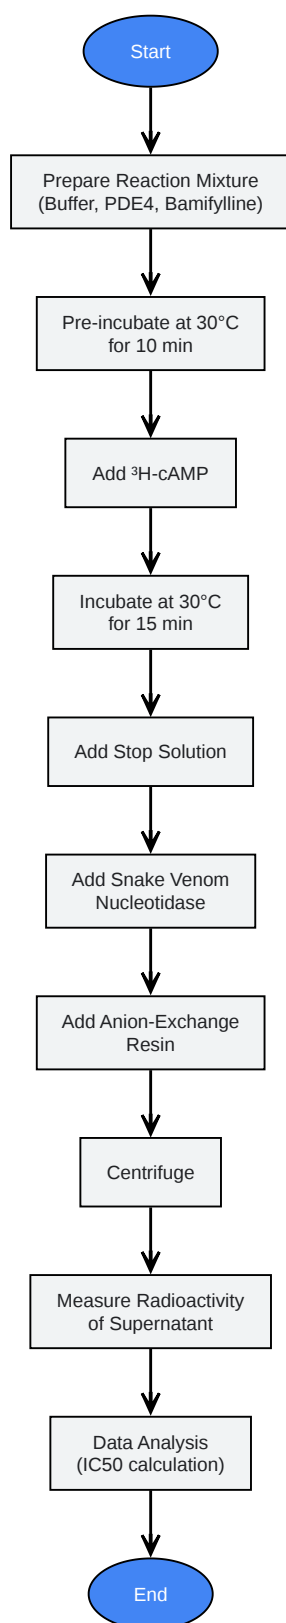 Start
Prepare Reaction Mixture
(Buffer, PDE4, Bamifylline)
Pre-incubate at 30°C
for 10 min
Add ³H-cAMP
Incubate at 30°C
for 15 min
Add Stop Solution
Add Snake Venom
Nucleotidase
Add Anion-Exchange
Resin
Centrifuge
Measure Radioactivity
of Supernatant
Data Analysis
(IC50 calculation)
End